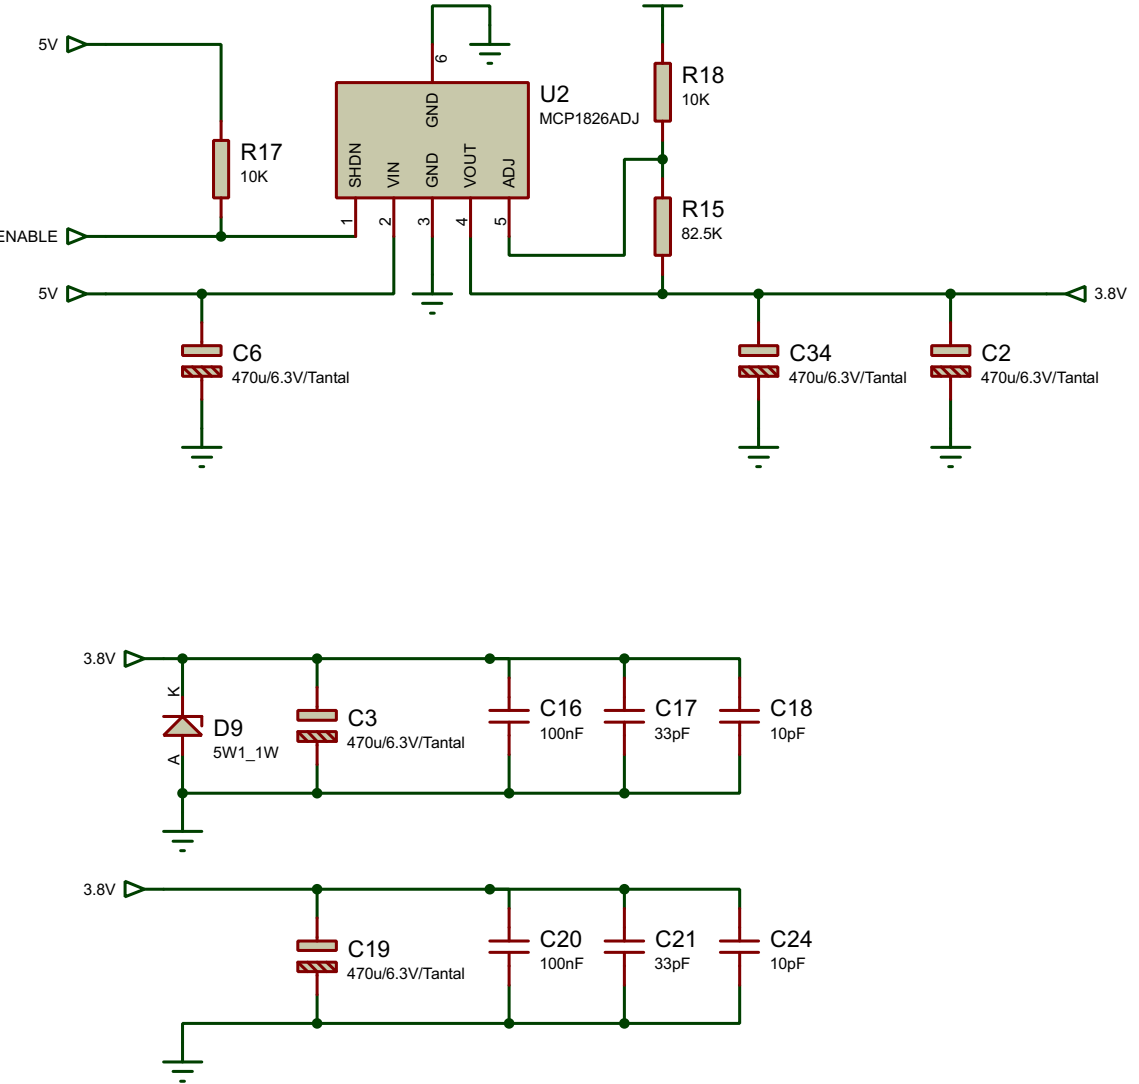 5V
R17
10K
ENABLE
5V
C6
470u/6.3V/Tantal
U2
MCP1826ADJ
6
GND
SHDN
VIN
GND
VOUT
ADJ
1
2
3
4
5
R18
10K
R15
82.5K
3.8V
C34
470u/6.3V/Tantal
C2
470u/6.3V/Tantal
3.8V
K
A
D9
5W1_1W
C3
470u/6.3V/Tantal
C16
100nF
C17
33pF
C18
10pF
3.8V
C19
470u/6.3V/Tantal
C20
100nF
C21
33pF
C24
10pF